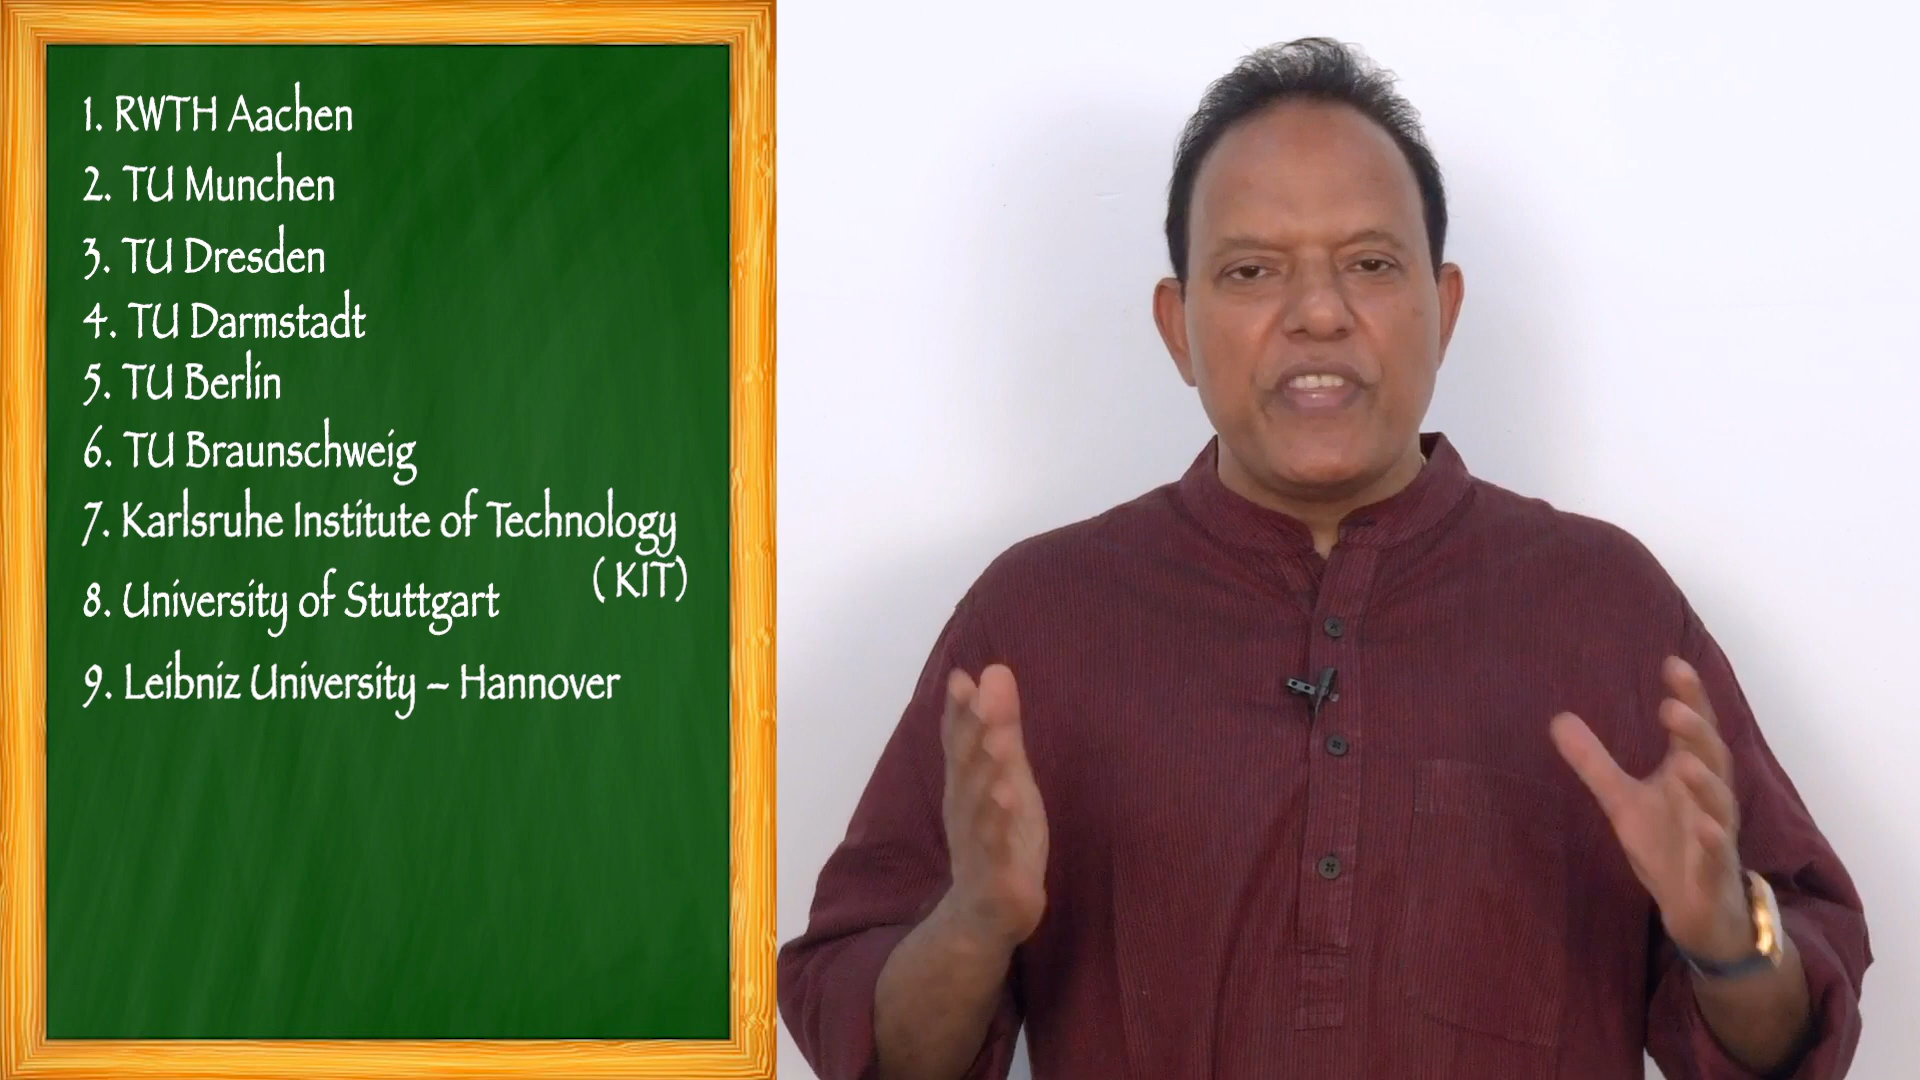 1. RWTH Aachen
2. TU Munchen
3. TU Dresden
4. TU Darmstadt
5. TU Berlin
6. TU Braunschweig
7. Karlsruhe Institute of Technology
( KIT)
8. University of Stuttgart
9. Leibniz University – Hannover